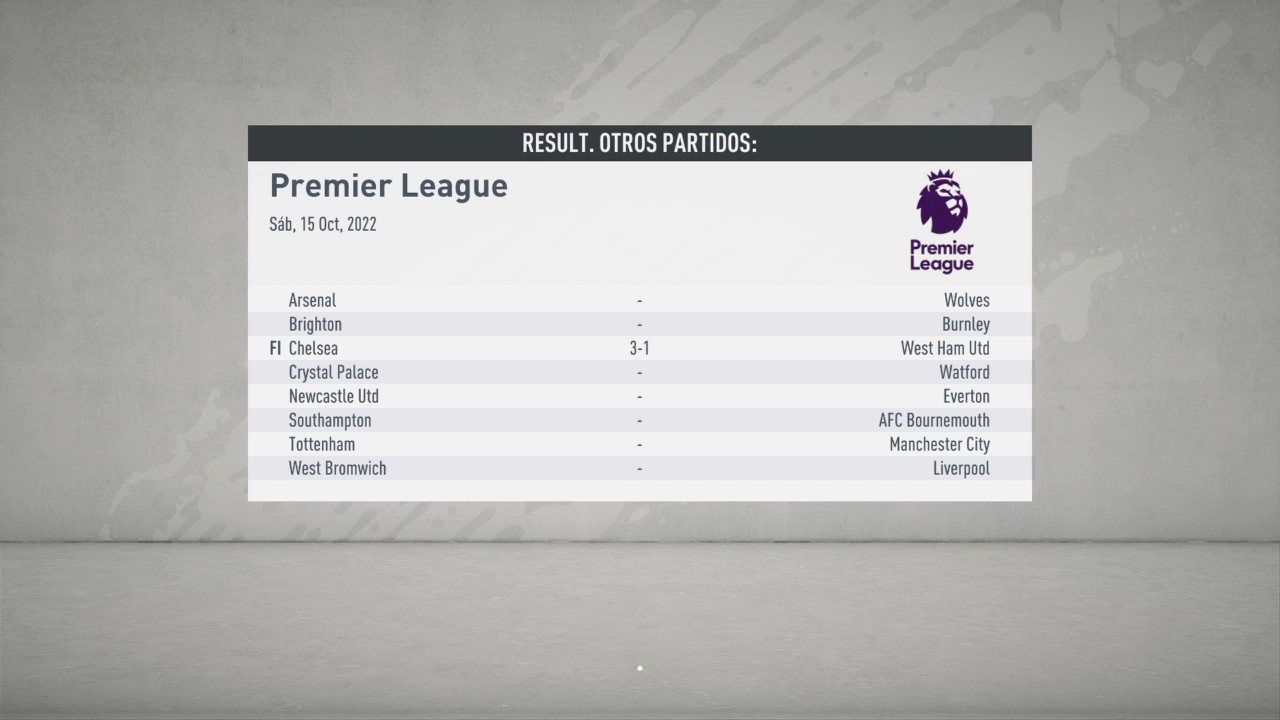 RESULT. OTROS PARTIDOS:
Premier League
Sáb, 15 Oct, 2022
Premier
League
Arsenal - Wolves
Brighton - Burnley
FI Chelsea 3-1 West Ham Utd
Crystal Palace - Watford
Newcastle Utd - Everton
Southampton - AFC Bournemouth
Tottenham - Manchester City
West Bromwich - Liverpool